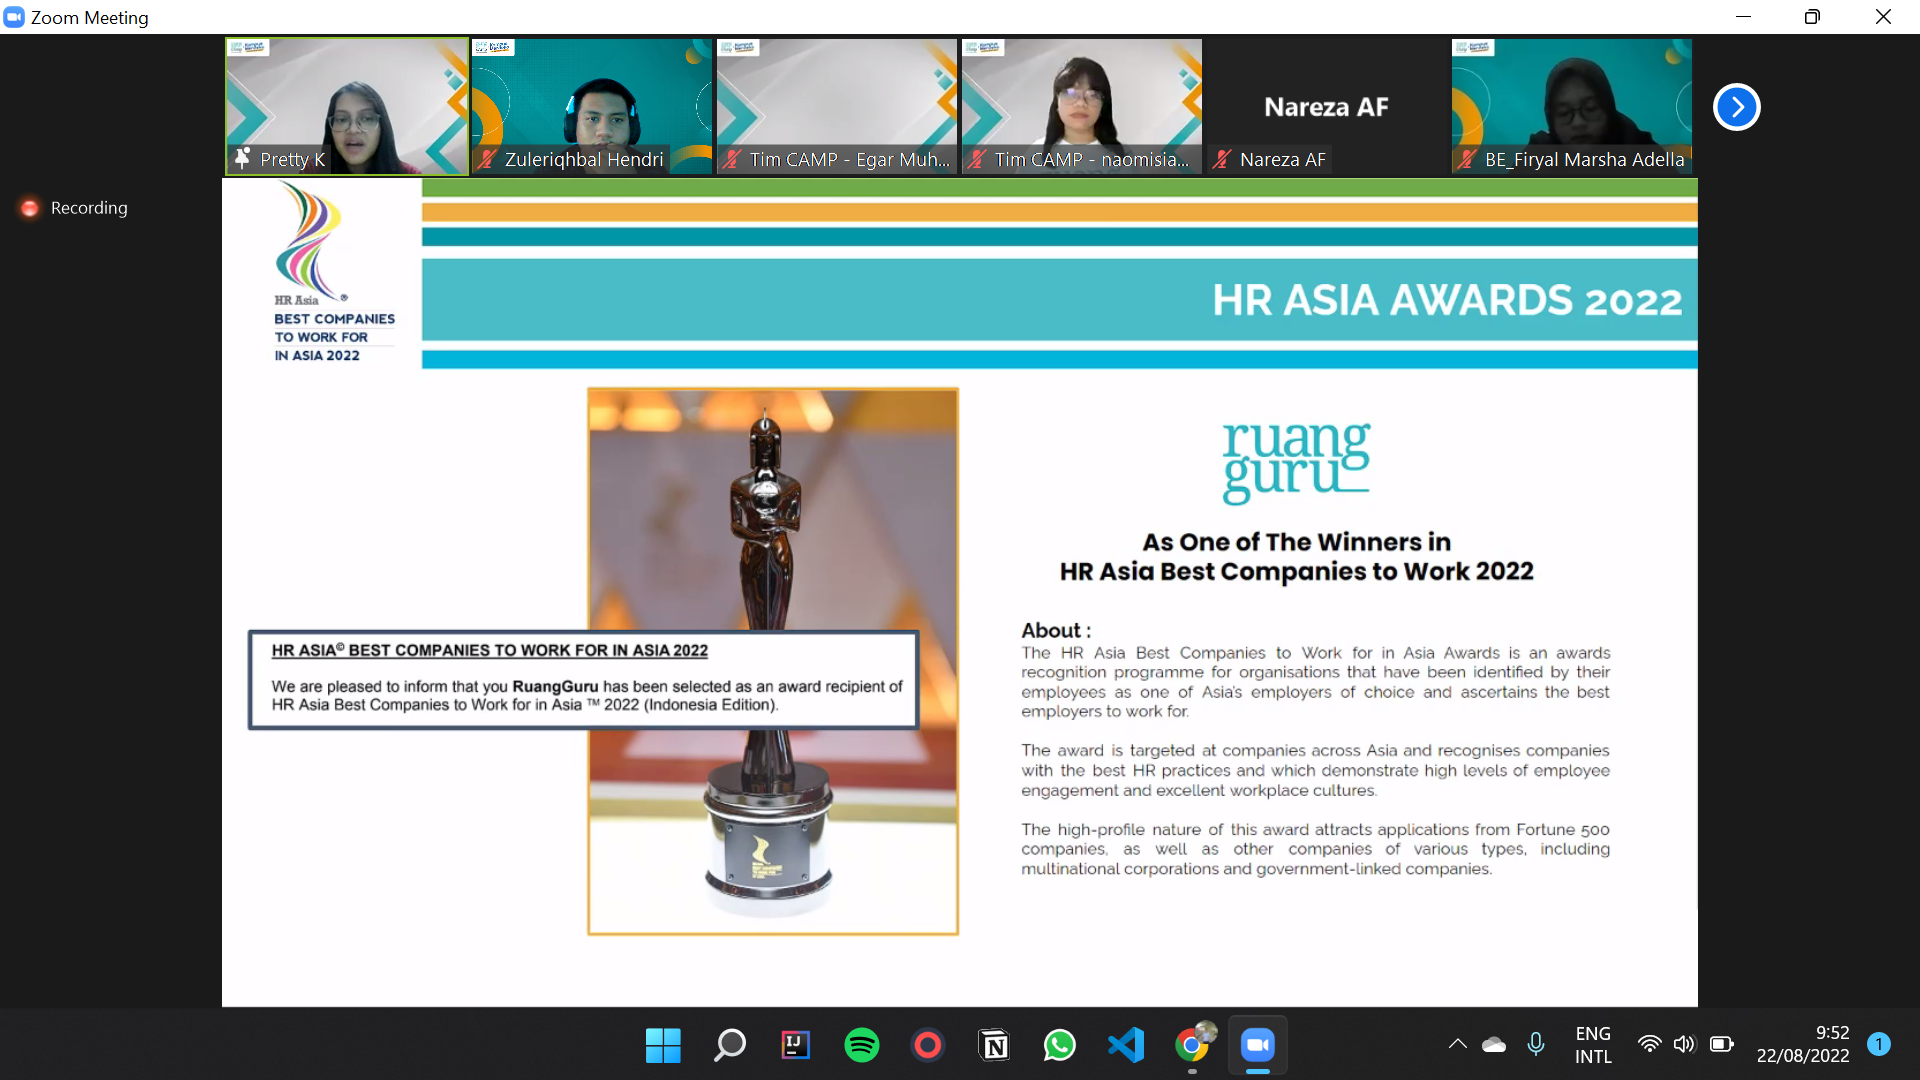 Zoom Meeting
Pretty K
Zuleriqhbal Hendri
Tim CAMP - Egar Muh...
Tim CAMP - naomisia...
Nareza AF
Nareza AF
BE_Firyal Marsha Adella
Recording
HR Asia ®
BEST COMPANIES
TO WORK FOR
IN ASIA 2022
HR ASIA AWARDS 2022
HR ASIA© BEST COMPANIES TO WORK FOR IN ASIA 2022
We are pleased to inform that you RuangGuru has been selected as an award recipient of
HR Asia Best Companies to Work for in Asia ™ 2022 (Indonesia Edition).
ruang
guru
As One of The Winners in
HR Asia Best Companies to Work 2022
About :
The HR Asia Best Companies to Work for in Asia Awards is an awards
recognition programme for organisations that have been identified by their
employees as one of Asia's employers of choice and ascertains the best
employers to work for.
The award is targeted at companies across Asia and recognises companies
with the best HR practices and which demonstrate high levels of employee
engagement and excellent workplace cultures.
The high-profile nature of this award attracts applications from Fortune 500
companies, as well as other companies of various types, including
multinational corporations and government-linked companies.
IJ
N
ENG
INTL
9:52
22/08/2022
1